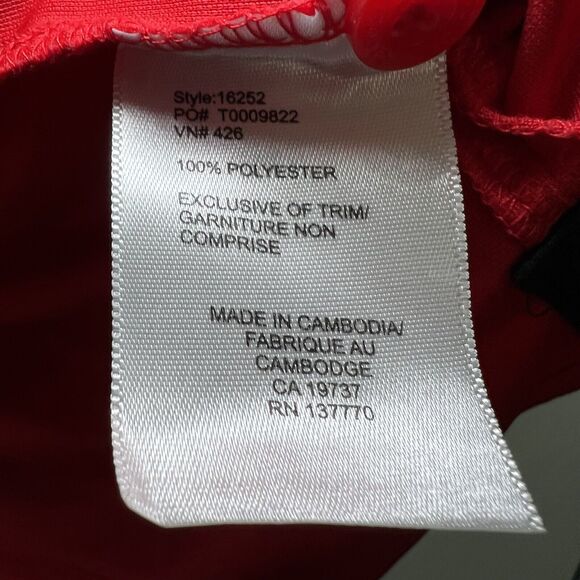 Style:16252
PO# T0009822
VN# 426
100% POLYESTER
EXCLUSIVE OF TRIM/
GARNITURE NON
COMPRISE
MADE IN CAMBODIA/
FABRIQUE AU
CAMBODGE
CA 19737
RN 137770